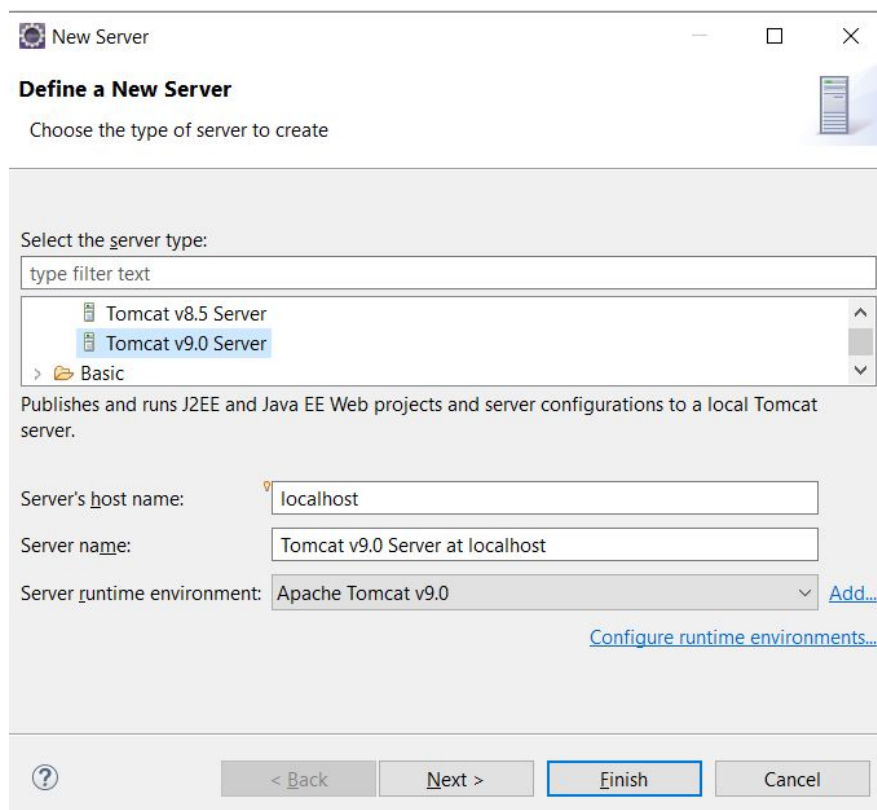 New Server
Define a New Server
Choose the type of server to create
Select the server type:
type filter text
Tomcat v8.5 Server
Tomcat v9.0 Server
> Basic
Publishes and runs J2EE and Java EE Web projects and server configurations to a local Tomcat
server.
Server's host name: localhost
Server name: Tomcat v9.0 Server at localhost
Server runtime environment: Apache Tomcat v9.0 Add...
Configure runtime environments...
? < Back Next > Finish Cancel